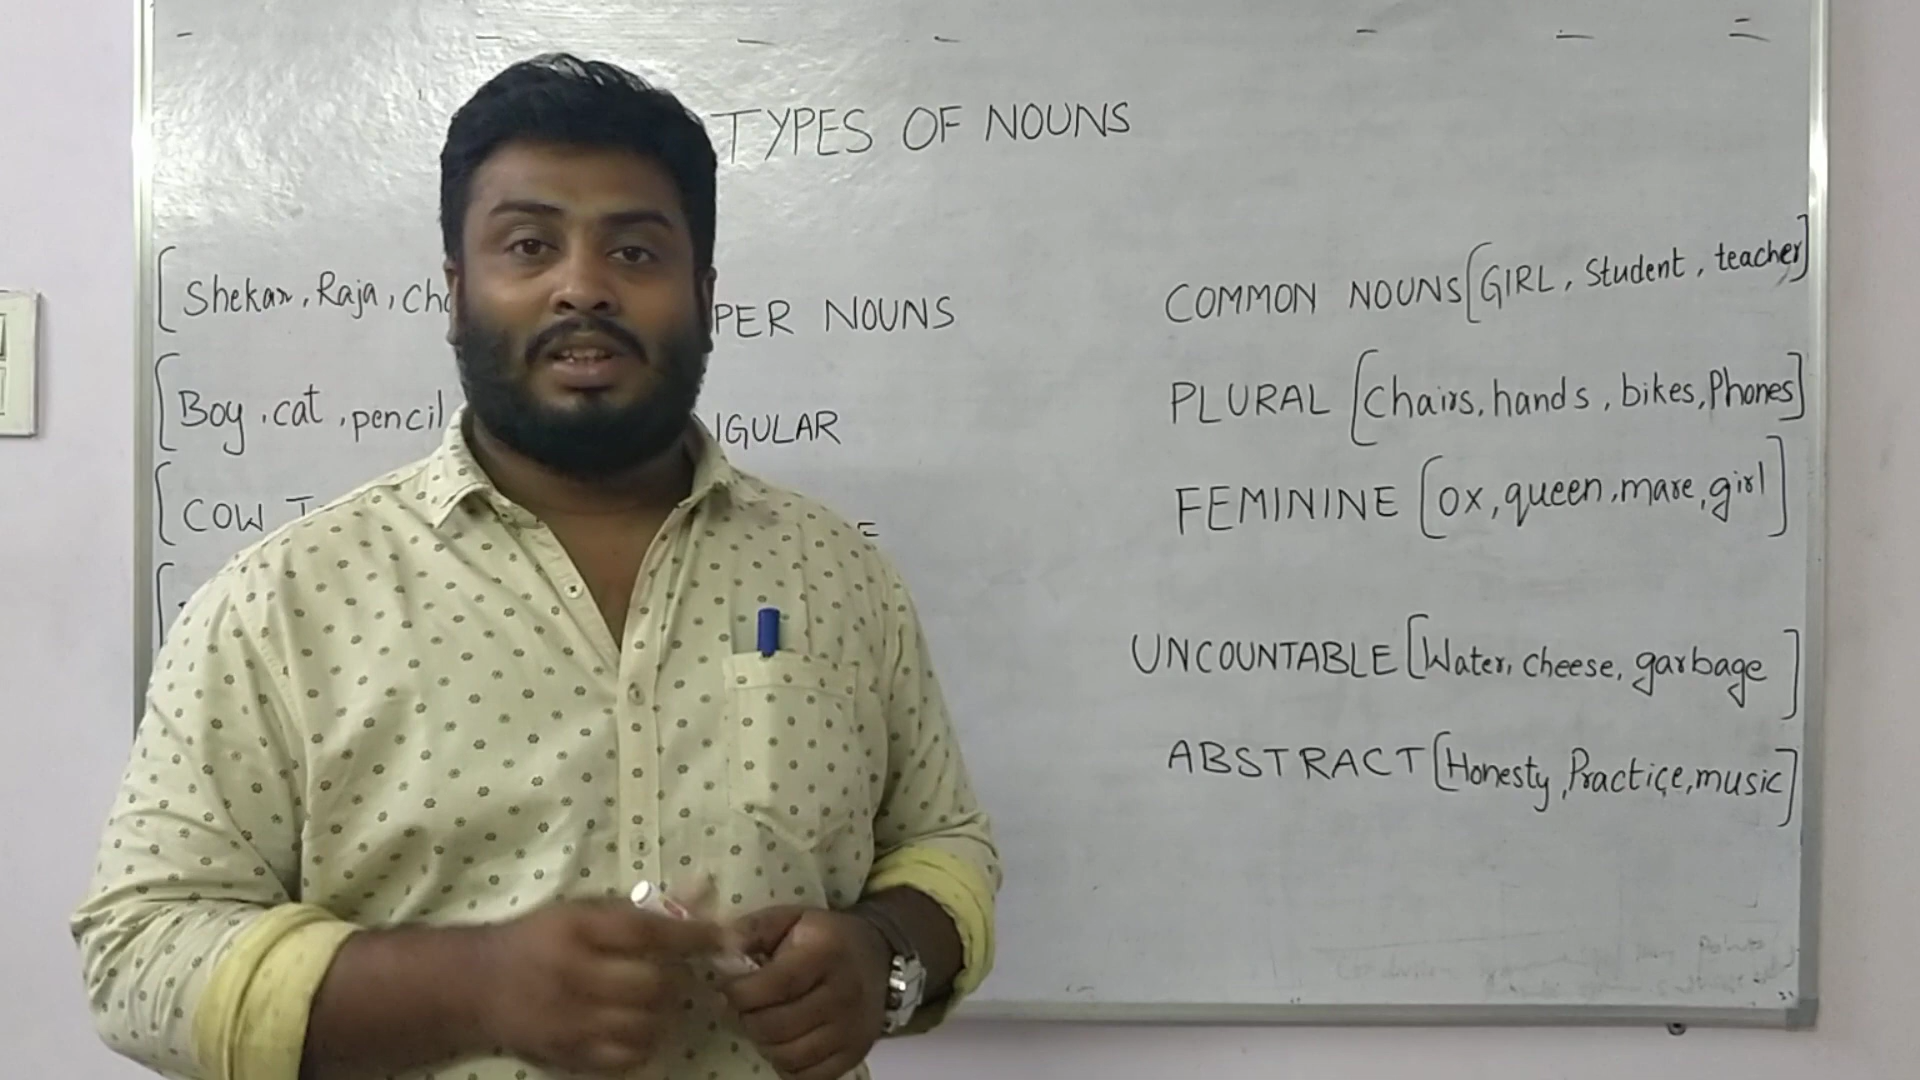 TYPES OF NOUNS
[Shekar, Raja, Cho PER NOUNS
COMMON NOUNS [GIRL, Student, teacher]
[Boy, cat, pencil IGULAR
PLURAL [Chairs, hands, bikes, Phones]
[COW
FEMININE [OX, queen, mare, girl]
UNCOUNTABLE [Water, cheese, garbage]
ABSTRACT [Honesty, Practice, music]